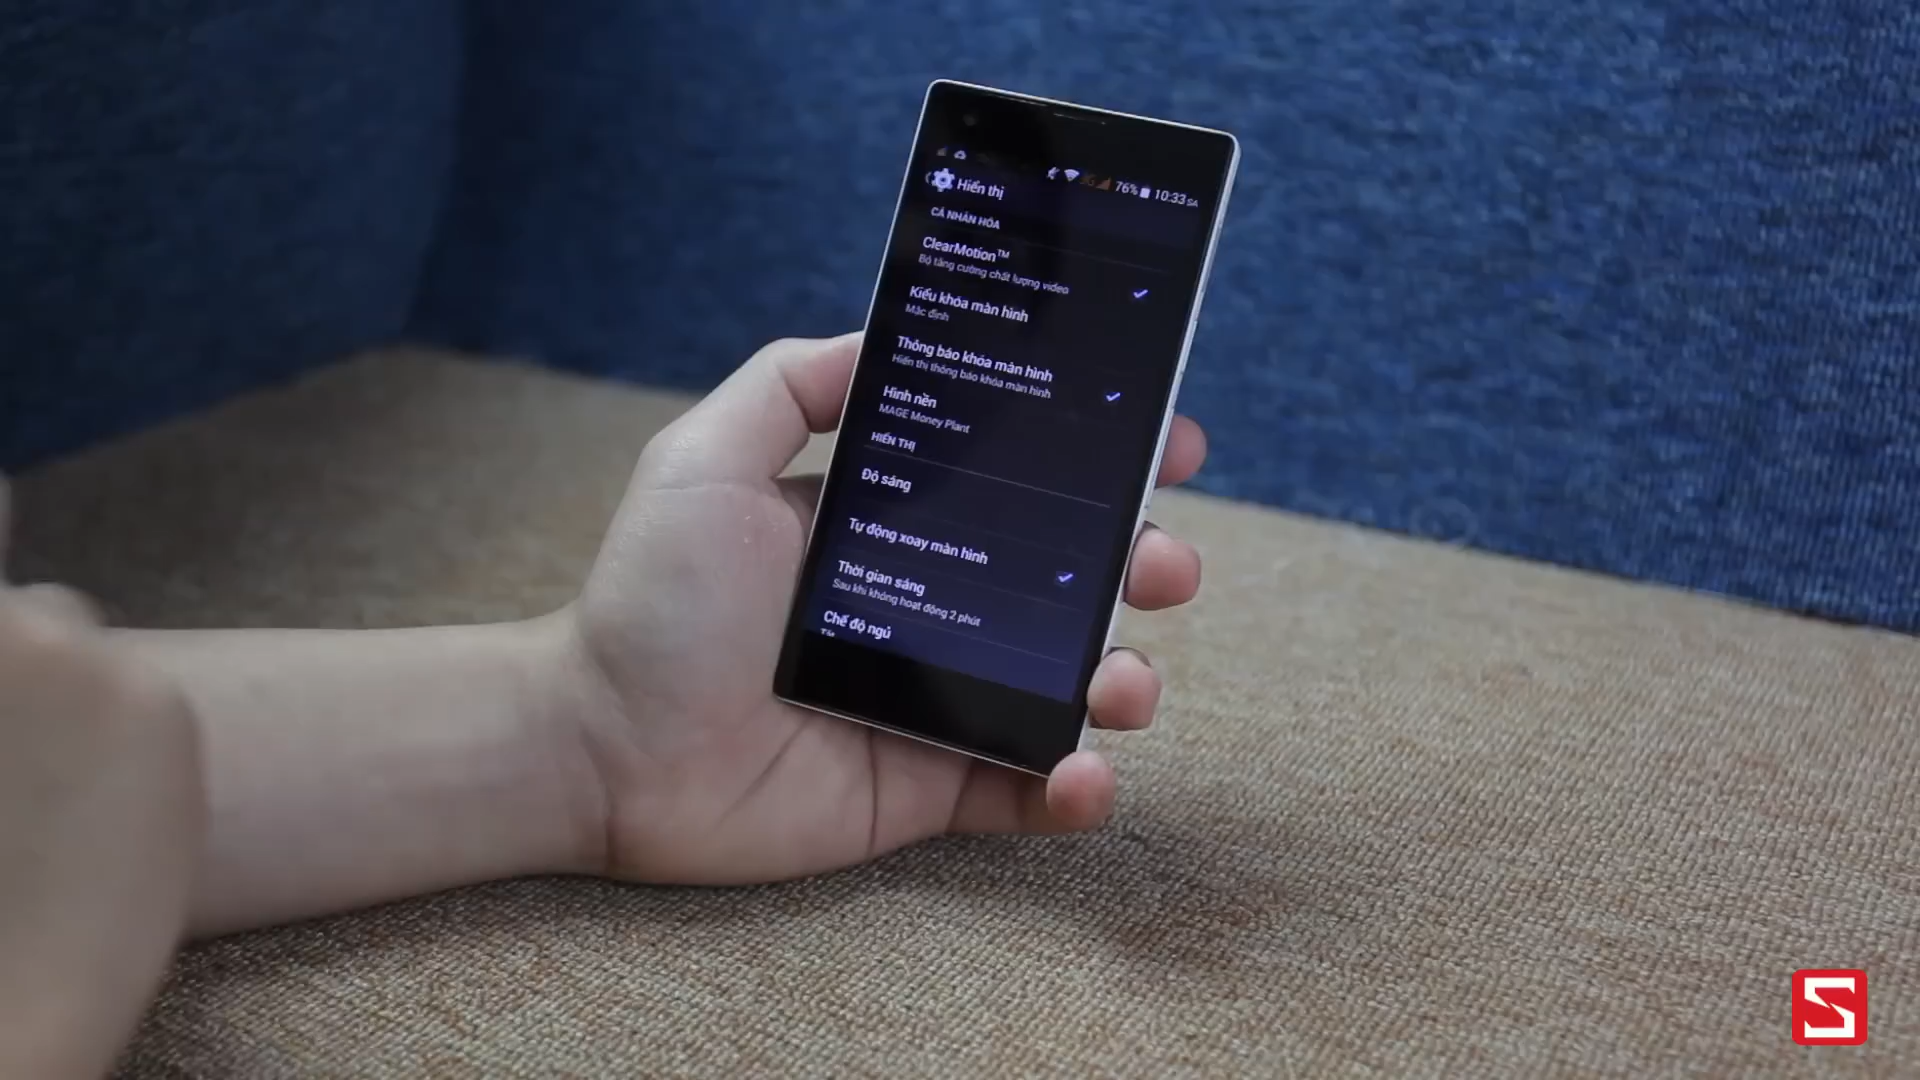 76% 10:33 SA
Hiển thị
CÁ NHÂN HÓA
ClearMotion™
Bộ tăng cường chất lượng video
Kiểu khóa màn hình
Mặc định
Thông báo khóa màn hình
Hiển thị thông báo khóa màn hình
Hình nền
MAGE Money Plant
HIỂN THỊ
Độ sáng
Tự động xoay màn hình
Thời gian sáng
Sau khi không hoạt động 2 phút
Chế độ ngủ
S